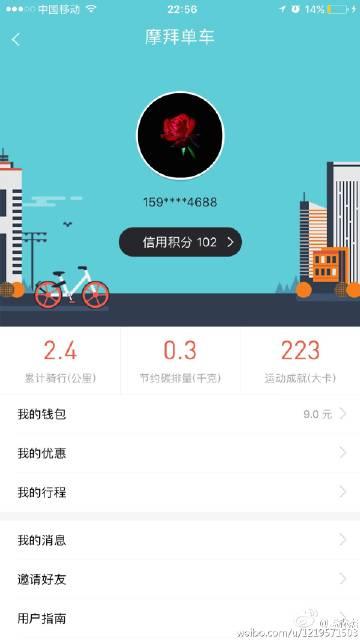 中国移动
22:56
14%
摩拜单车
159****4688
信用积分 102
2.4
0.3
223
累计骑行(公里)
节约碳排量(千克)
运动成就(大卡)
我的钱包
9.0 元
我的优惠
我的行程
我的消息
邀请好友
用户指南
weibo.com/u/1219571503